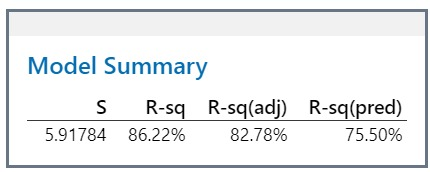 Model Summary
S R-sq R-sq(adj) R-sq(pred)
5.91784 86.22% 82.78% 75.50%